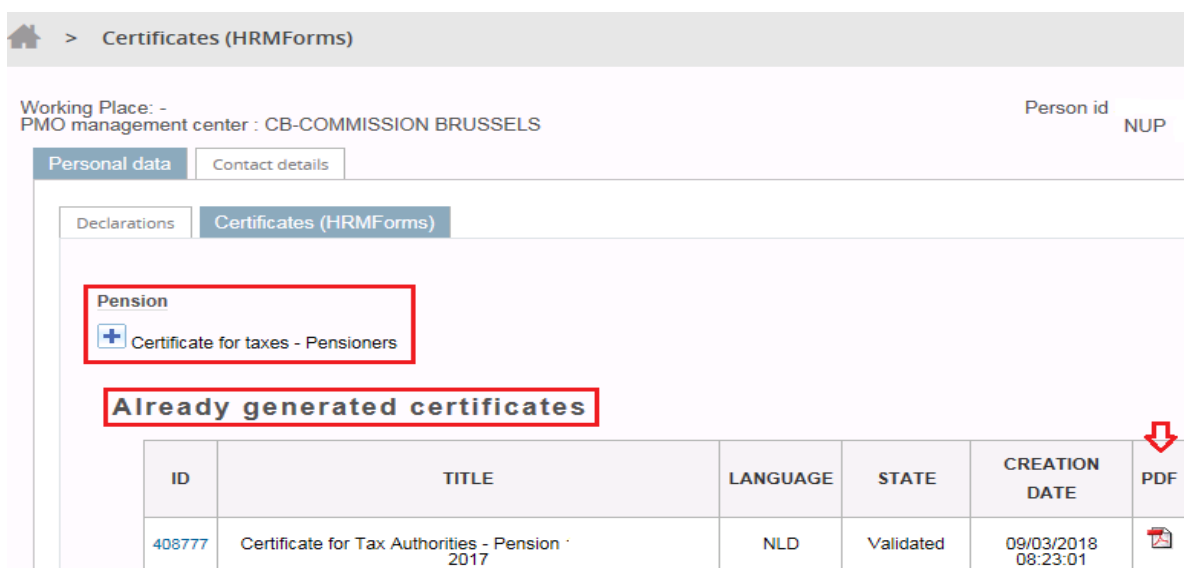 > Certificates (HRMForms)
Working Place: -
Person id
PMO management center : CB-COMMISSION BRUSSELS
NUP
Personal data
Contact details
Declarations
Certificates (HRMForms)
Pension
Certificate for taxes - Pensioners
Already generated certificates
ID TITLE LANGUAGE STATE CREATION DATE PDF
408777 Certificate for Tax Authorities - Pension 2017 NLD Validated 09/03/2018 08:23:01